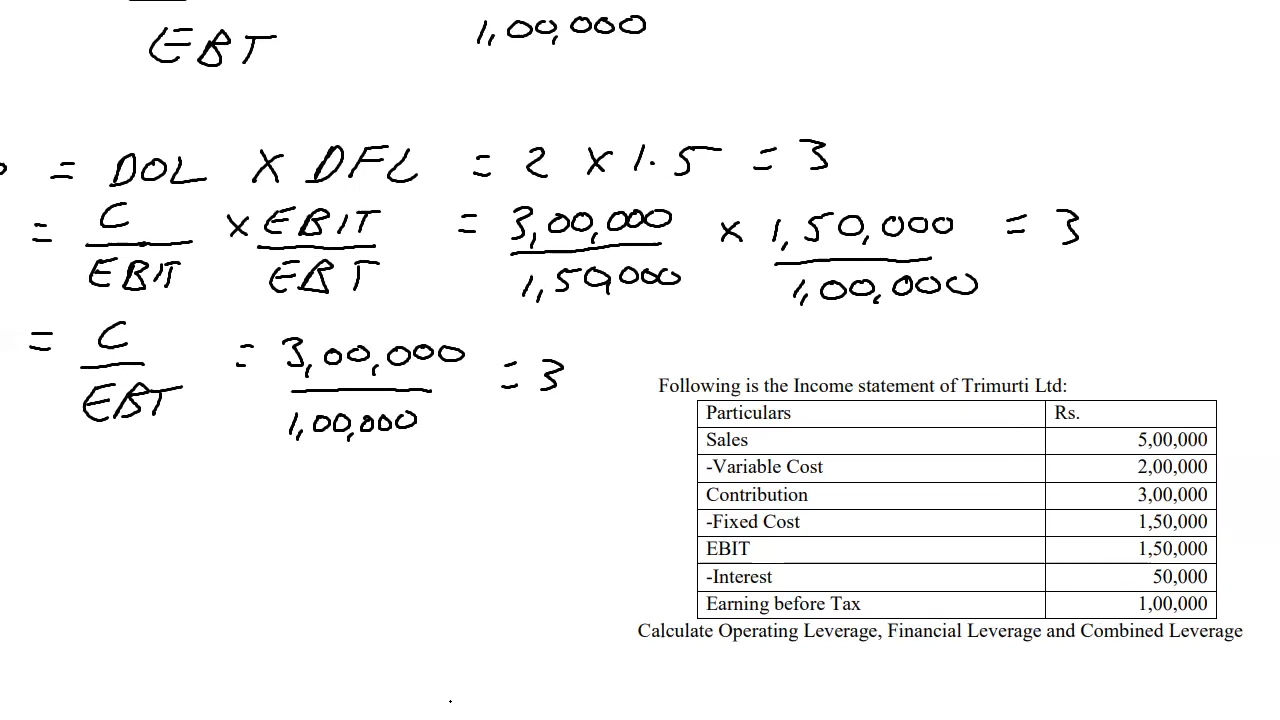 EBT 1,00,000
= DOL X DFL = 2 X 1.5 = 3
= C / EBIT X EBIT / EBT = 3,00,000 / 1,50,000 X 1,50,000 / 1,00,000 = 3
= C / EBT = 3,00,000 / 1,00,000 = 3
Following is the Income statement of Trimurti Ltd:
Particulars Rs.
Sales 5,00,000
-Variable Cost 2,00,000
Contribution 3,00,000
-Fixed Cost 1,50,000
EBIT 1,50,000
-Interest 50,000
Earning before Tax 1,00,000
Calculate Operating Leverage, Financial Leverage and Combined Leverage